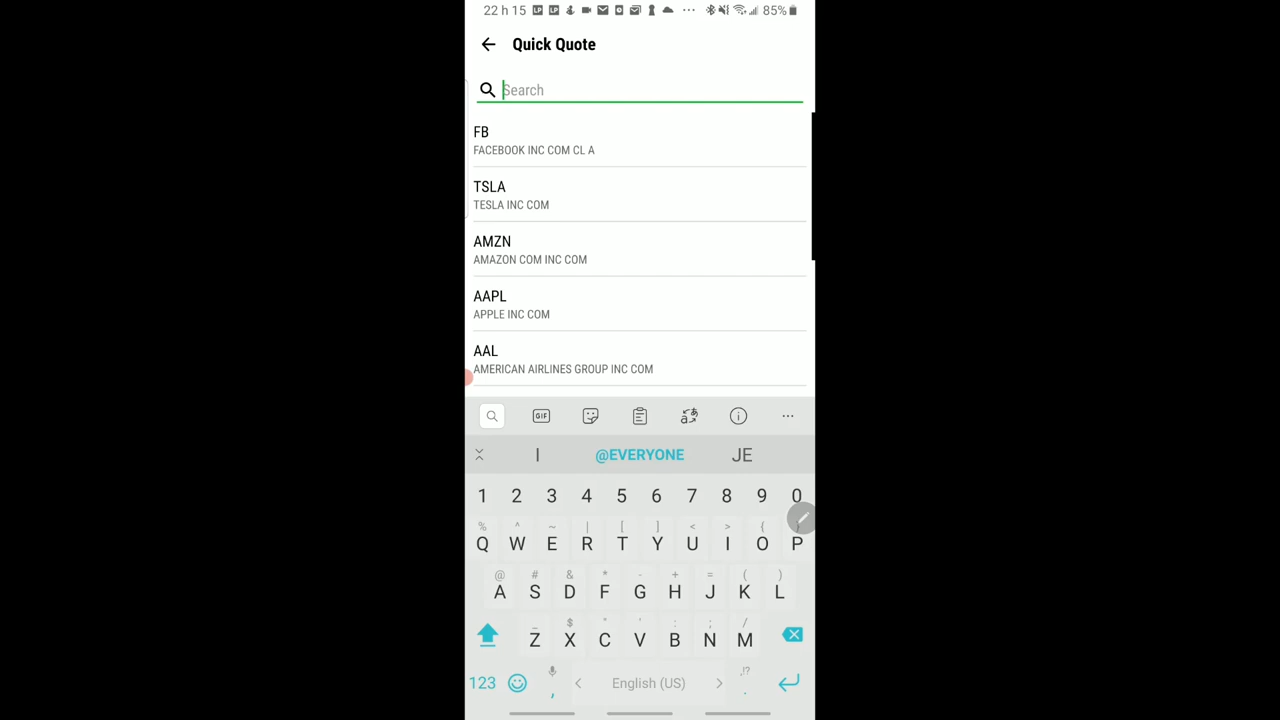 22 h 15 85%
Quick Quote
Search
FB
FACEBOOK INC COM CL A
TSLA
TESLA INC COM
AMZN
AMAZON COM INC COM
AAPL
APPLE INC COM
AAL
AMERICAN AIRLINES GROUP INC COM
GIF
I @EVERYONE JE
1 2 3 4 5 6 7 8 9 0
% ^ ~ | [ ] < > {
Q W E R T Y U I O P
@ # & * - + = ( )
A S D F G H J K L
_ $ " ' : ; /
Z X C V B N M
123 , < English (US) > ,!? .